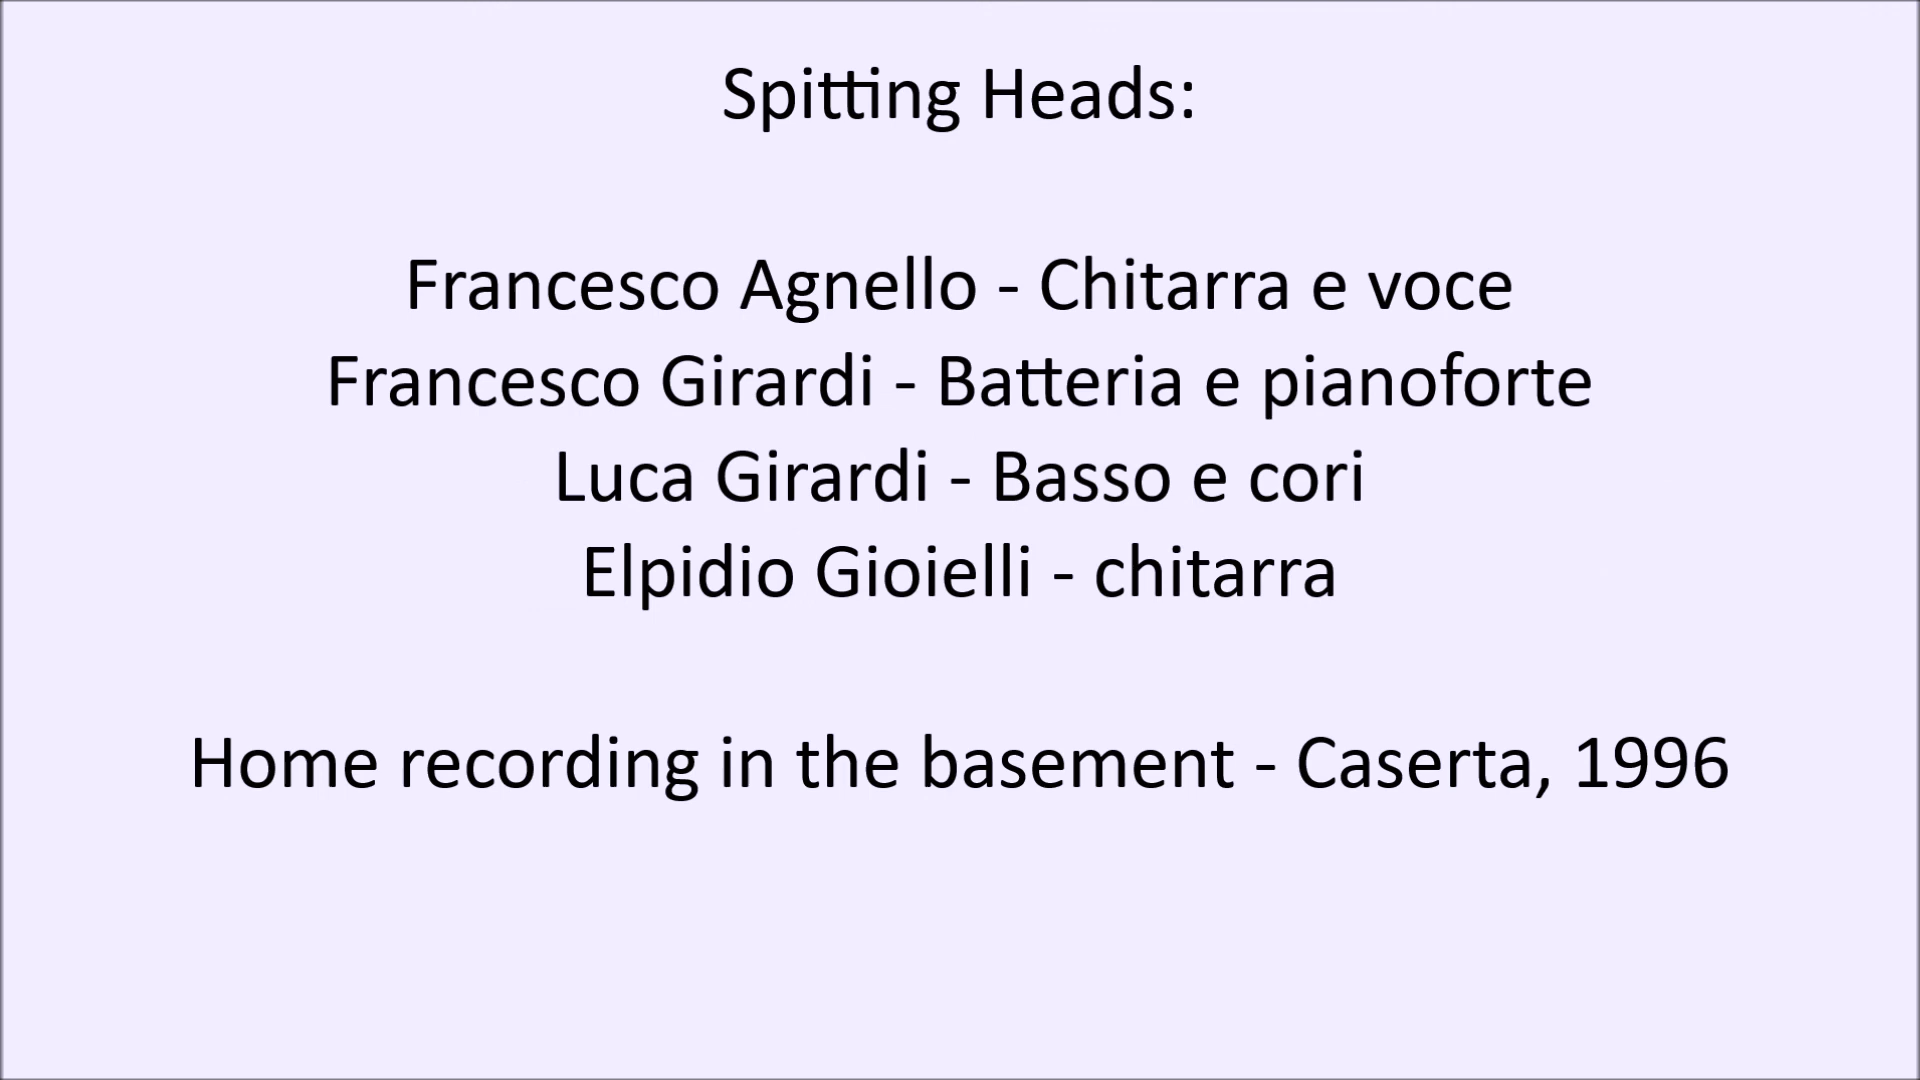 Spitting Heads:
Francesco Agnello - Chitarra e voce
Francesco Girardi - Batteria e pianoforte
Luca Girardi - Basso e cori
Elpidio Gioielli - chitarra
Home recording in the basement - Caserta, 1996